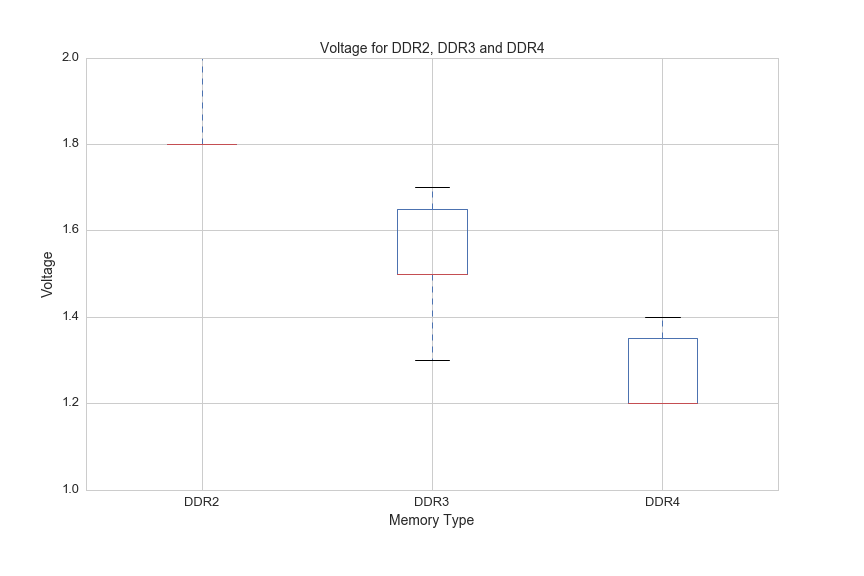 Voltage for DDR2, DDR3 and DDR4
2.0
1.8
1.6
1.4
1.2
1.0
Voltage
DDR2 DDR3 DDR4
Memory Type